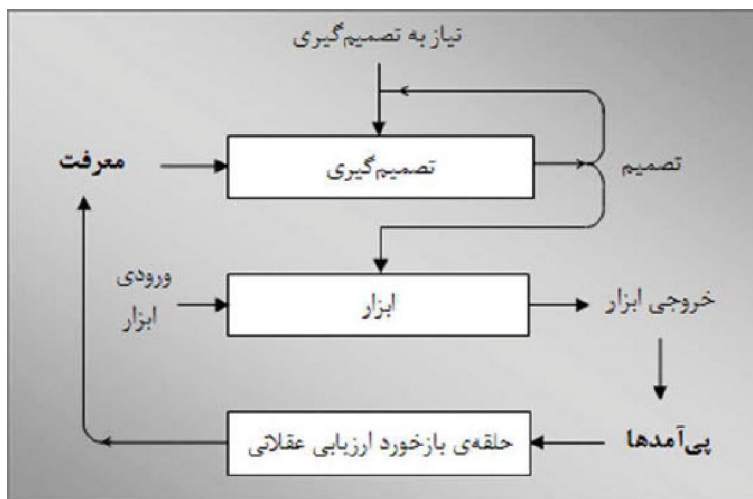 نیاز به تصمیم‌گیری
معرفت
تصمیم‌گیری
تصمیم
ورودی
ابزار
ابزار
خروجی ابزار
پی‌آمدها
حلقه‌ی بازخورد ارزیابی عقلانی